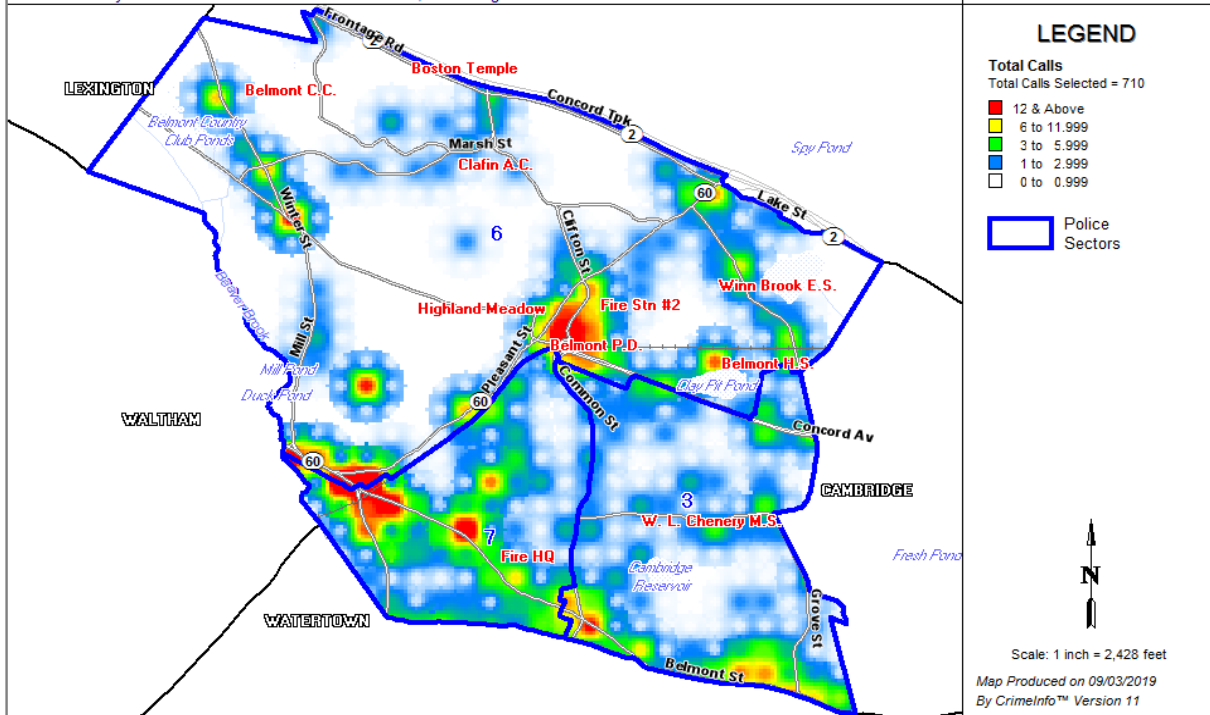 Frontage Rd
2
Boston Temple
LEXINGTON
Belmont C.C.
Concord Tpk
Belmont Country
Club Ponds
2
Marsh St
Spy Pond
Clafin A.C.
60
Lake St
Winter St
Clifton St
6
2
Beaver Brook
Winn Brook E.S.
Highland Meadow
Fire Stn #2
Mill St
Pleasant St
Belmont P.D.
Mill Pond
Belmont H.S.
Duck Pond
Common St
Clay Pit Pond
60
WALTHAM
Concord Av
60
CAMBRIDGE
3
W. L. Chenery M.S.
7
Fire HQ
Fresh Pond
Cambridge
Reservoir
WATERTOWN
Grove St
Belmont St
LEGEND
Total Calls
Total Calls Selected = 710
12 & Above
6 to 11.999
3 to 5.999
1 to 2.999
0 to 0.999
Police
Sectors
N
Scale: 1 inch = 2,428 feet
Map Produced on 09/03/2019
By CrimeInfo™ Version 11